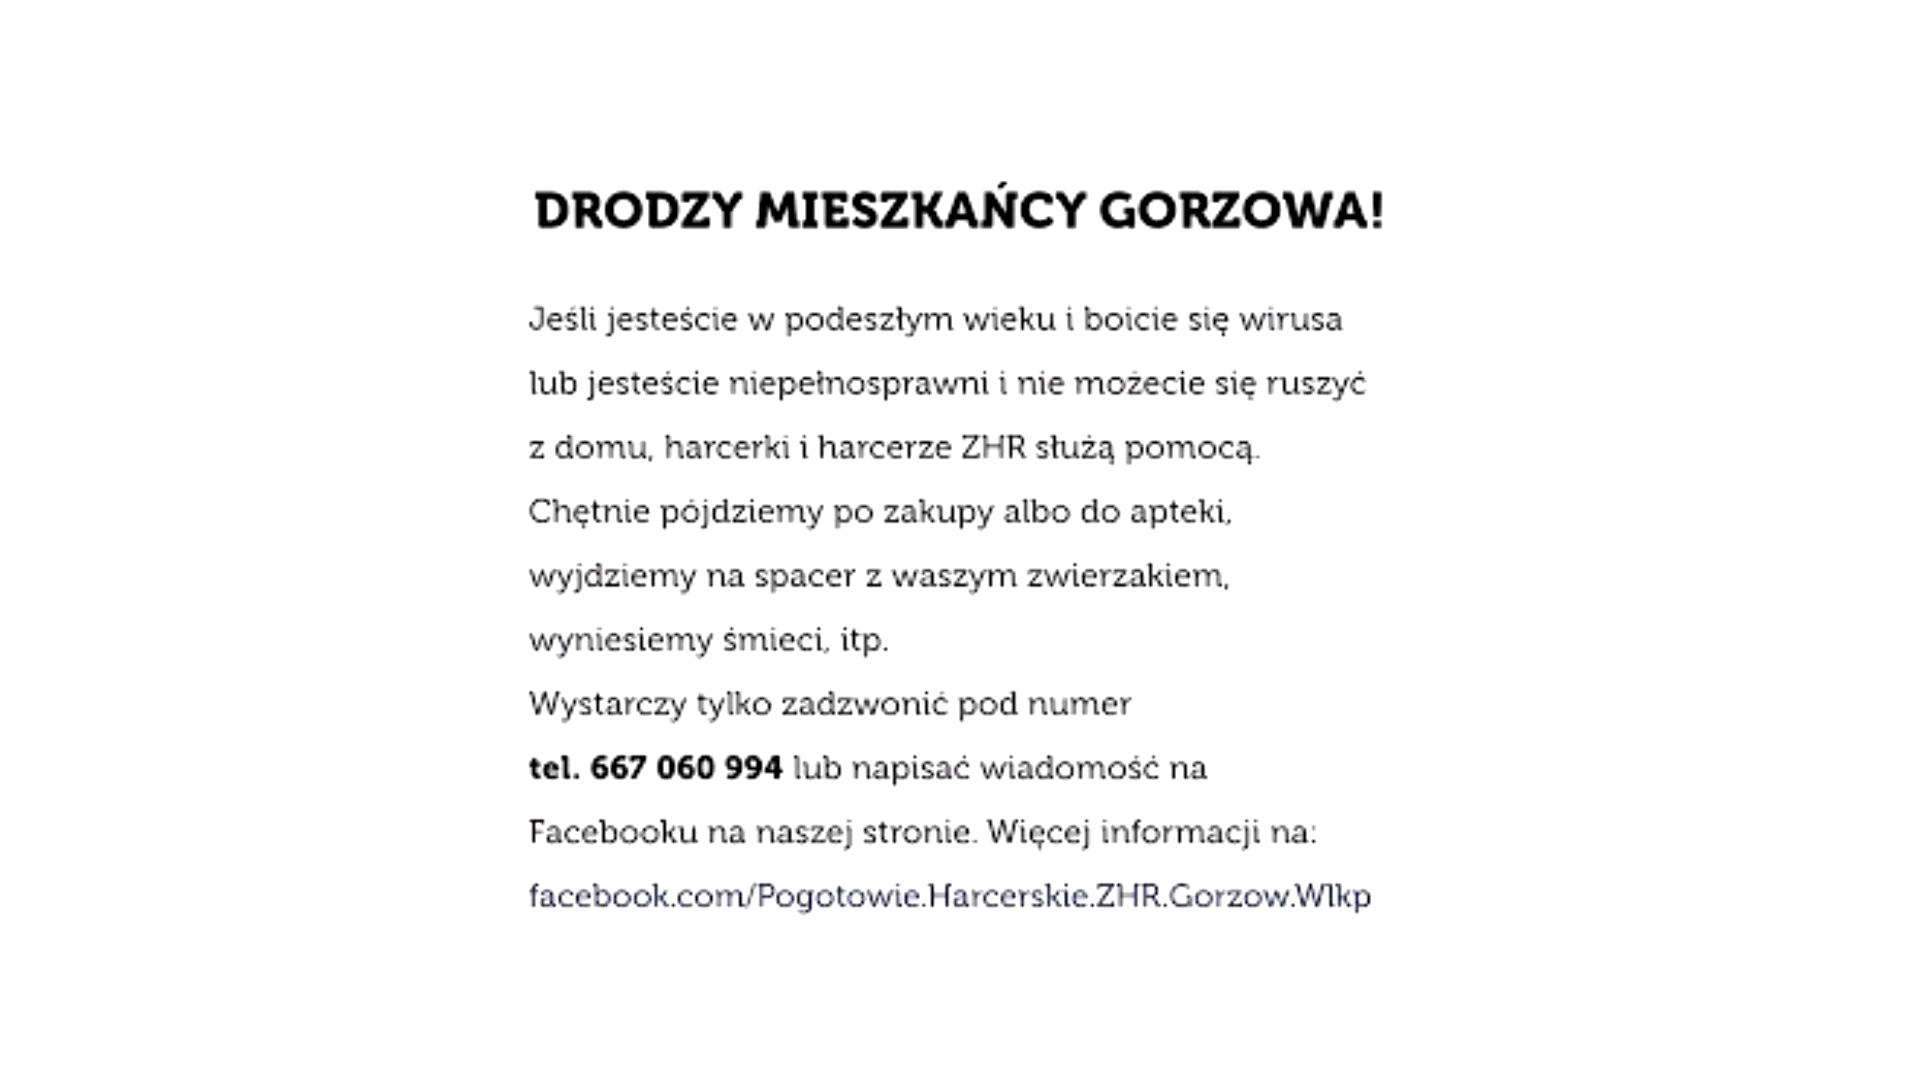 DRODZY MIESZKAŃCY GORZOWA!
Jeśli jesteście w podeszłym wieku i boicie się wirusa
lub jesteście niepełnosprawni i nie możecie się ruszyć
z domu, harcerki i harcerze ZHR służą pomocą.
Chętnie pójdziemy po zakupy albo do apteki,
wyjdziemy na spacer z waszym zwierzakiem,
wyniesiemy śmieci, itp.
Wystarczy tylko zadzwonić pod numer
tel. 667 060 994 lub napisać wiadomość na
Facebooku na naszej stronie. Więcej informacji na:
facebook.com/Pogotowie.Harcerskie.ZHR.Gorzow.Wlkp